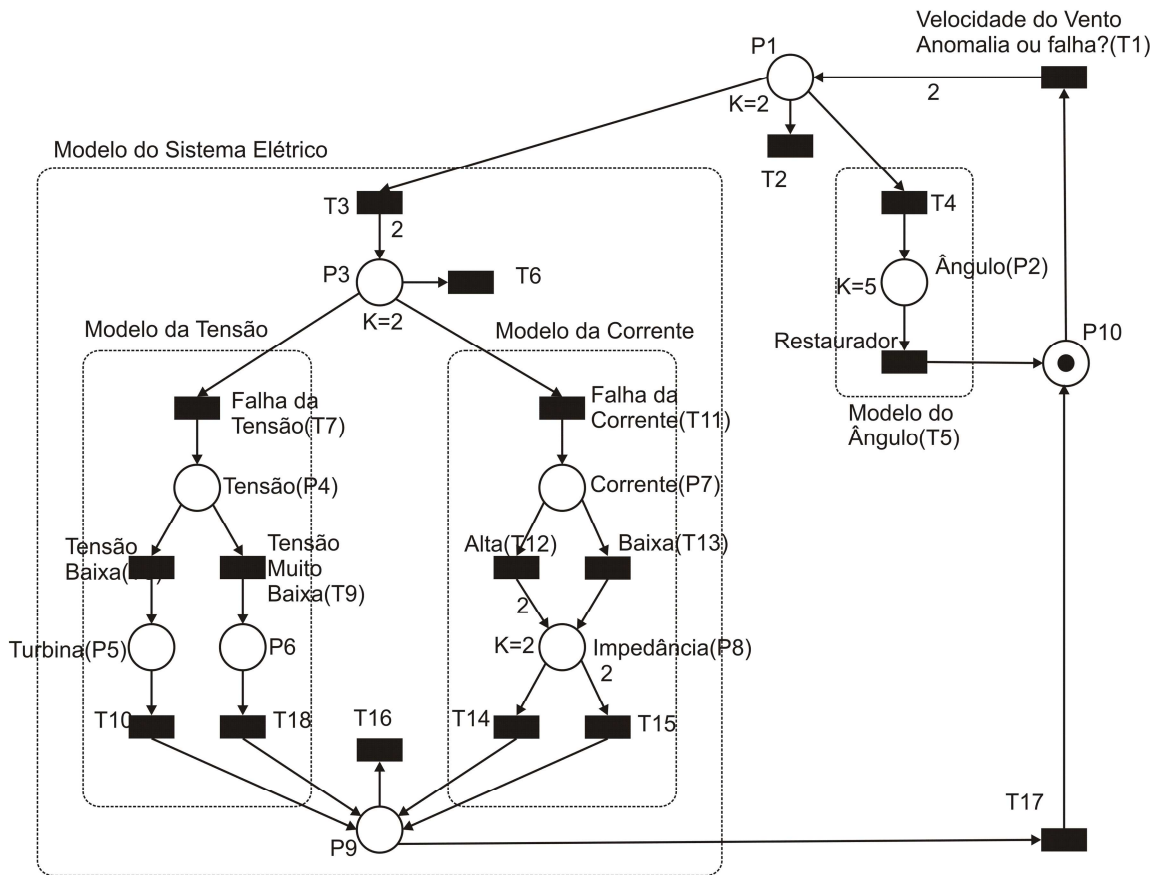 Velocidade do Vento
Anomalia ou falha?(T1)
P1
2
K=2
Modelo do Sistema Elétrico
T2
T3
T4
2
P3
T6
Ângulo(P2)
K=5
K=2
Modelo da Tensão
Modelo da Corrente
Restaurador
P10
Falha da
Tensão(T7)
Falha da
Corrente(T11)
Modelo do
Ângulo(T5)
Tensão(P4)
Corrente(P7)
Tensão
Baixa(
Tensão
Muito
Baixa(T9)
Alta(T12)
Baixa(T13)
2
Turbina(P5)
P6
K=2
Impedância(P8)
2
T10
T18
T16
T14
T15
T17
P9